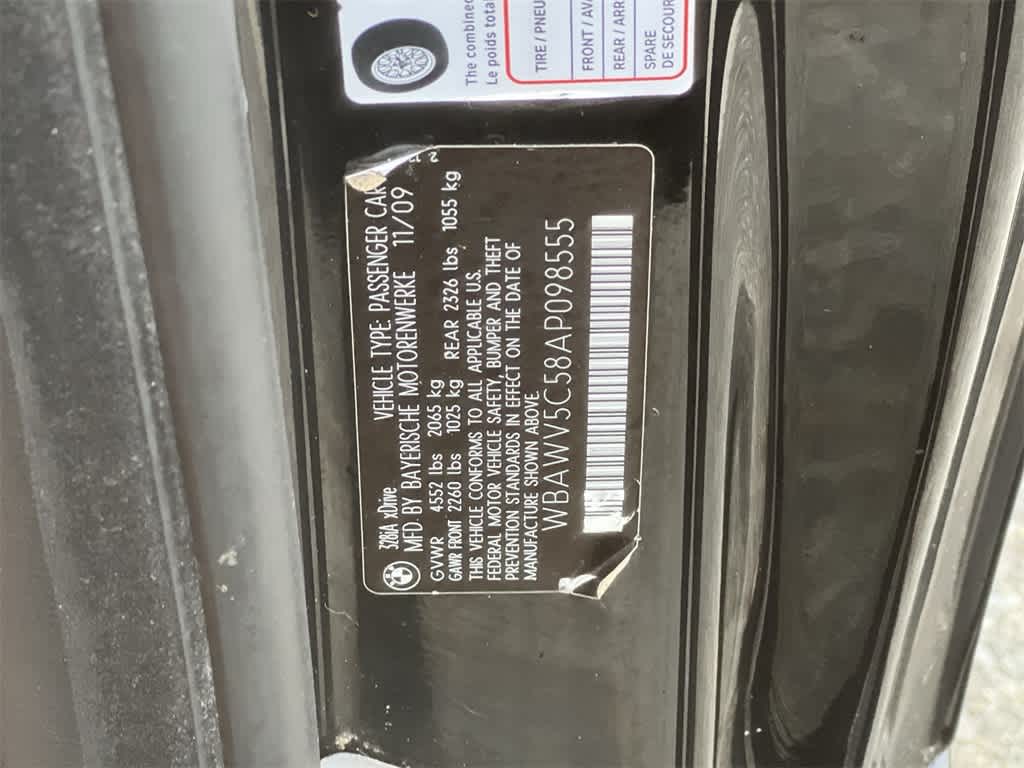 The combined
Le poids total
TIRE / PNEU
FRONT / AVA
REAR / ARR
SPARE
DE SECOUR
328iA xDrive VEHICLE TYPE: PASSENGER CAR
MFD BY BAYERISCHE MOTORENWERKE 11/09
GVWR 4552 lbs 2065 kg
GAWR FRONT 2260 lbs 1025 kg REAR 2326 lbs 1055 kg
THIS VEHICLE CONFORMS TO ALL APPLICABLE U.S.
FEDERAL MOTOR VEHICLE SAFETY, BUMPER AND THEFT
PREVENTION STANDARDS IN EFFECT ON THE DATE OF
MANUFACTURE SHOWN ABOVE.
WBAWV5C58AP098555